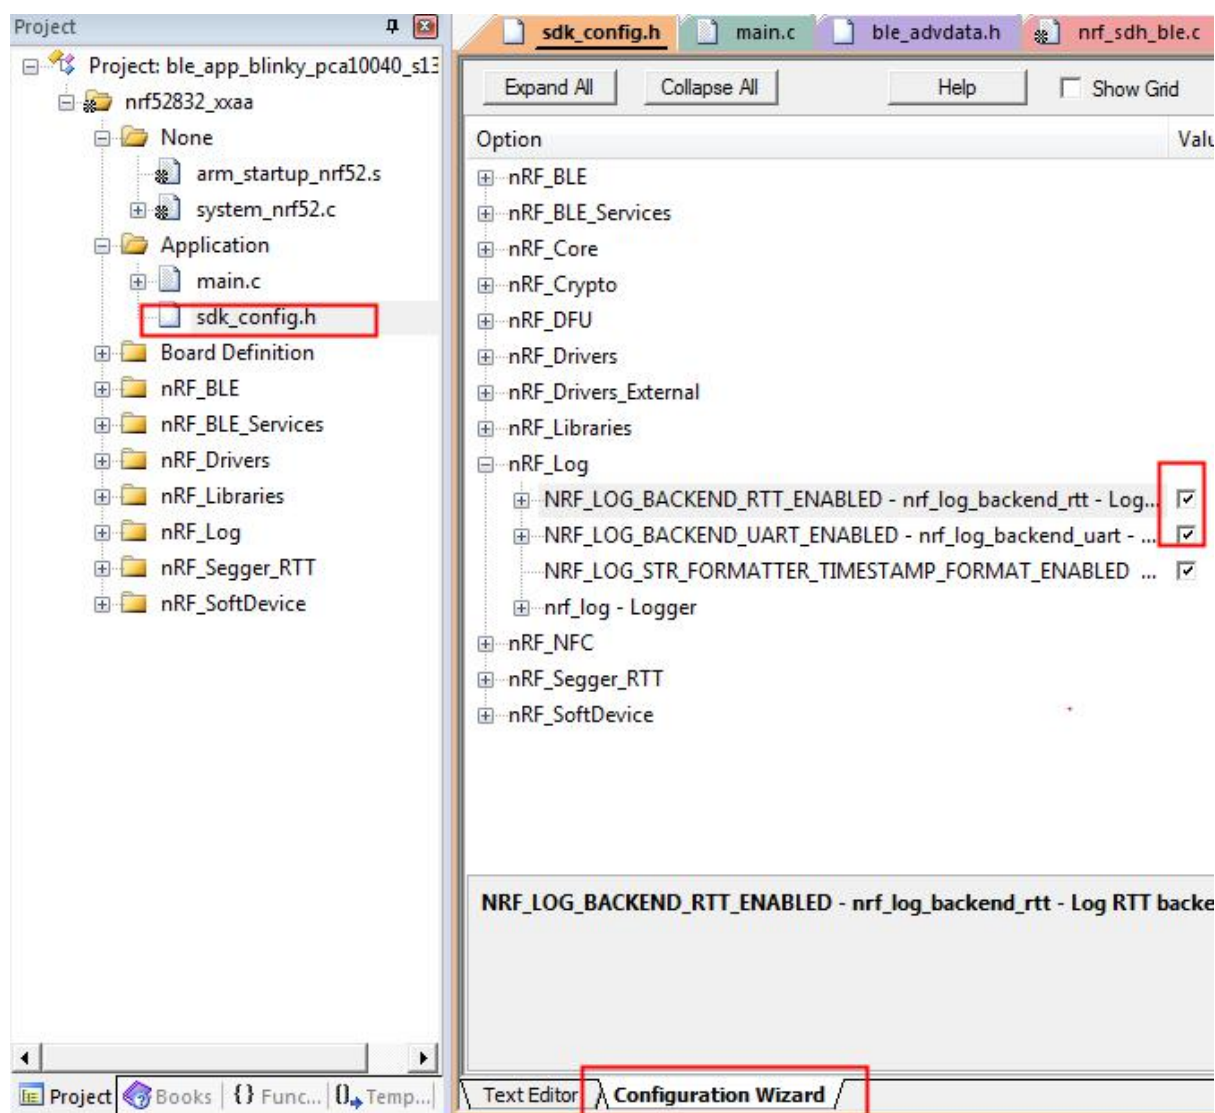 Project
Project: ble_app_blinky_pca10040_s13
nrf52832_xxaa
None
arm_startup_nrf52.s
system_nrf52.c
Application
main.c
sdk_config.h
Board Definition
nRF_BLE
nRF_BLE_Services
nRF_Drivers
nRF_Libraries
nRF_Log
nRF_Segger_RTT
nRF_SoftDevice
Project Books {} Func... Temp...
sdk_config.h main.c ble_advdata.h nrf_sdh_ble.c
Expand All Collapse All Help Show Grid
Option Valu
nRF_BLE
nRF_BLE_Services
nRF_Core
nRF_Crypto
nRF_DFU
nRF_Drivers
nRF_Drivers_External
nRF_Libraries
nRF_Log
NRF_LOG_BACKEND_RTT_ENABLED - nrf_log_backend_rtt - Log...
NRF_LOG_BACKEND_UART_ENABLED - nrf_log_backend_uart - ...
NRF_LOG_STR_FORMATTER_TIMESTAMP_FORMAT_ENABLED ...
nrf_log - Logger
nRF_NFC
nRF_Segger_RTT
nRF_SoftDevice
NRF_LOG_BACKEND_RTT_ENABLED - nrf_log_backend_rtt - Log RTT backe
Text Editor Configuration Wizard